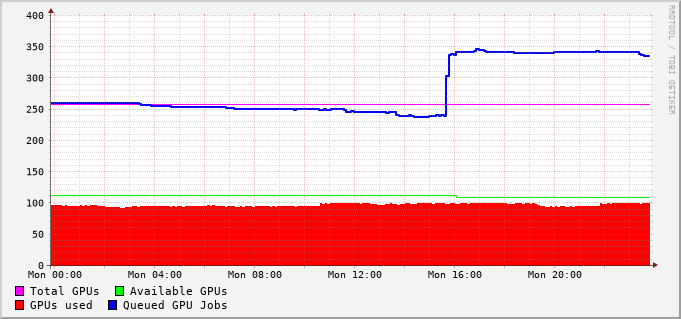 400
350
300
250
200
150
100
50
0
Mon 00:00 Mon 04:00 Mon 08:00 Mon 12:00 Mon 16:00 Mon 20:00
Total GPUs Available GPUs
GPUs used Queued GPU Jobs
RRDTOOL / TOBI OETIKER